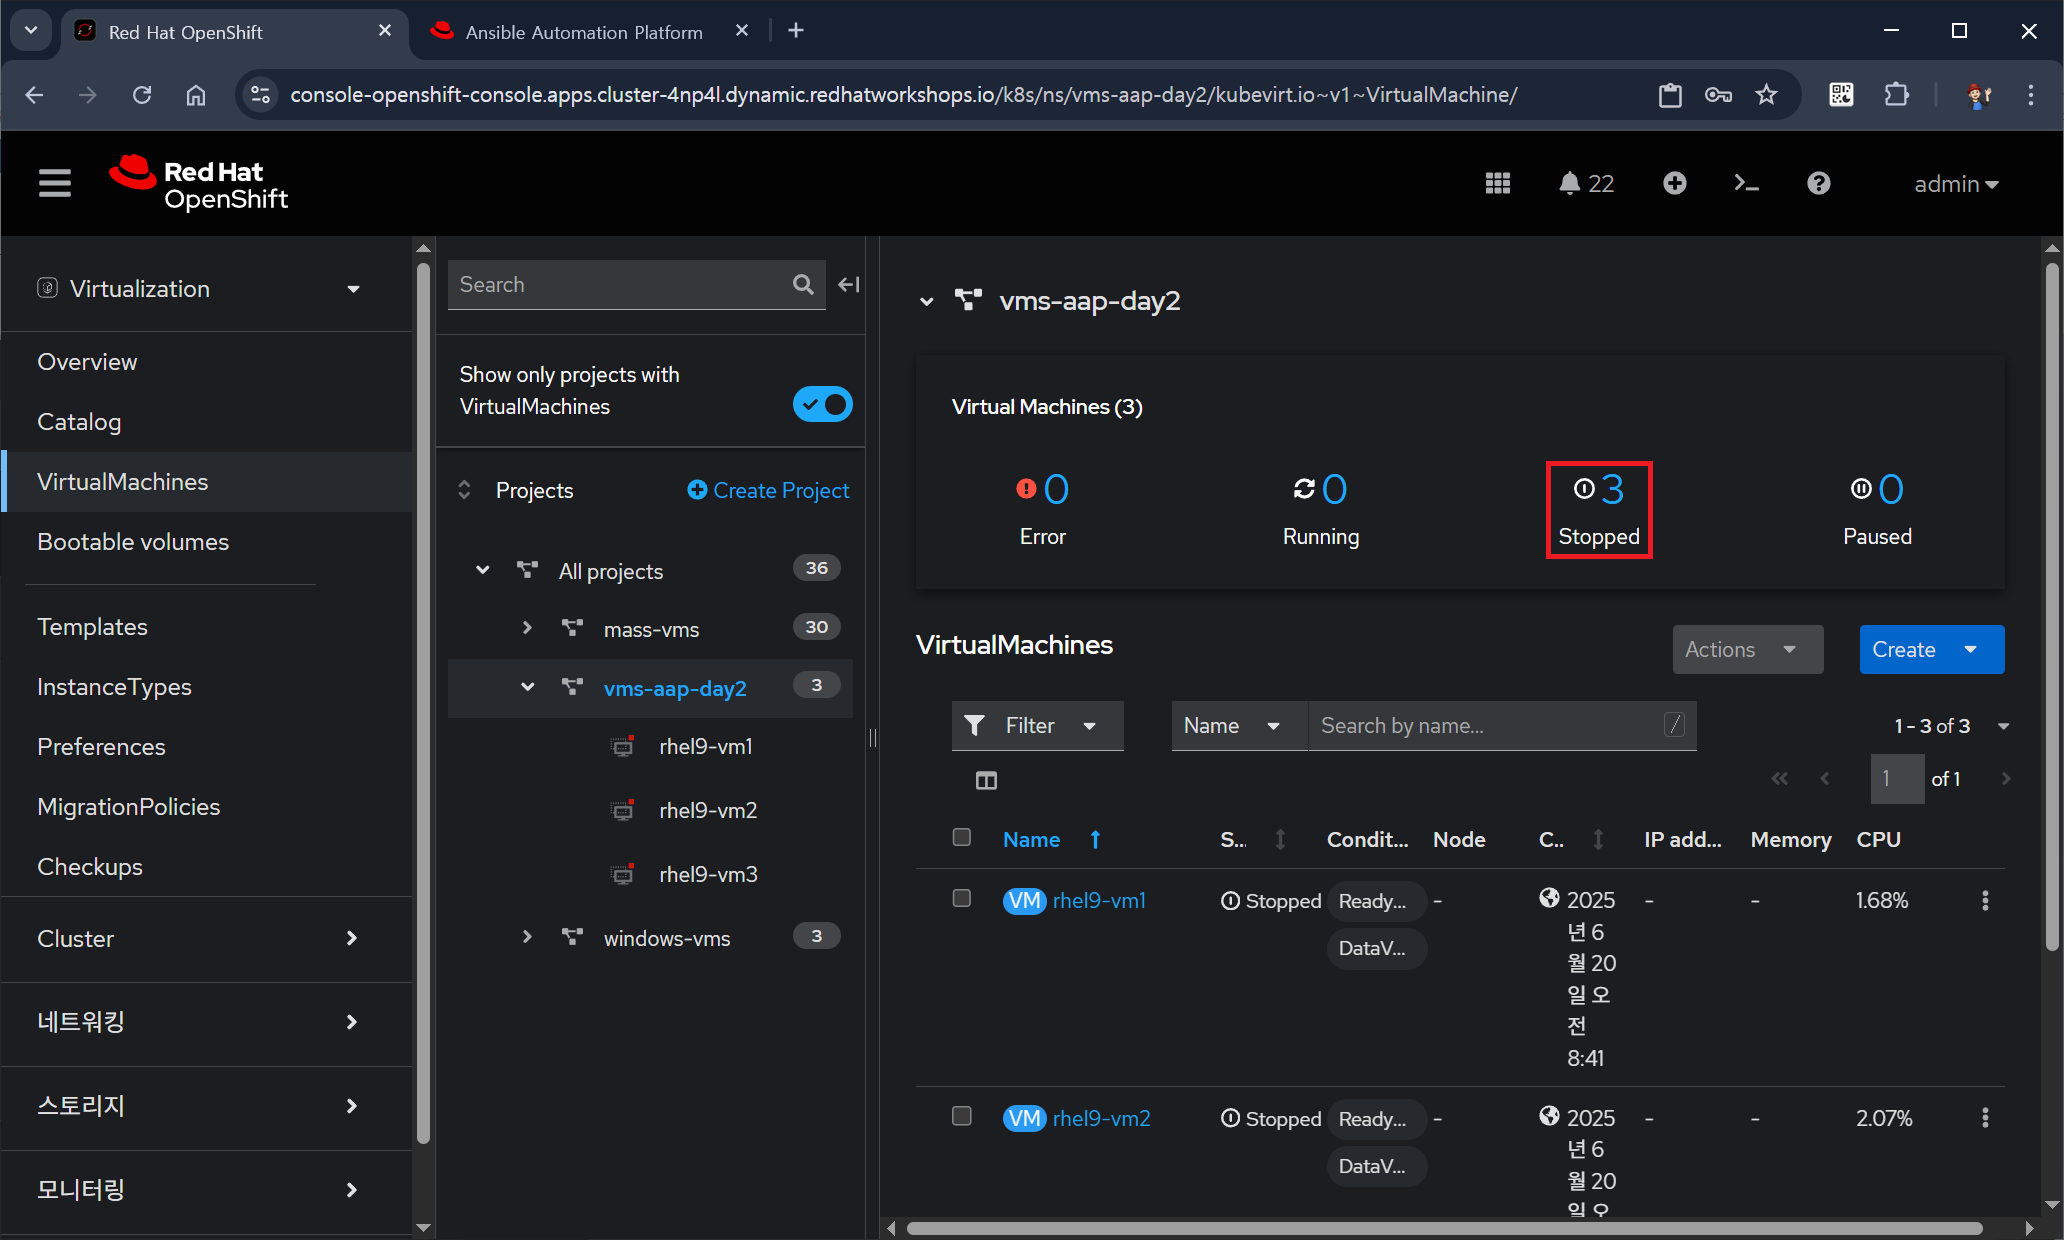 Red Hat OpenShift
Ansible Automation Platform
console-openshift-console.apps.cluster-4np4l.dynamic.redhatworkshops.io/k8s/ns/vms-aap-day2/kubevirt.io~v1~VirtualMachine/
Red Hat
OpenShift
22
admin
Virtualization
Overview
Catalog
VirtualMachines
Bootable volumes
Templates
InstanceTypes
Preferences
MigrationPolicies
Checkups
Cluster
네트워킹
스토리지
모니터링
Search
Show only projects with
VirtualMachines
Projects
Create Project
All projects 36
mass-vms 30
vms-aap-day2 3
rhel9-vm1
rhel9-vm2
rhel9-vm3
windows-vms 3
vms-aap-day2
Virtual Machines (3)
0 0 3 0
Error Running Stopped Paused
VirtualMachines
Actions Create
Filter Name Search by name... / 1 - 3 of 3
1 of 1
Name S... Condit... Node C.. IP add... Memory CPU
VM rhel9-vm1 Stopped Ready... - 2025 - - 1.68%
년 6
DataV...
월 20
일 오
전
8:41
VM rhel9-vm2 Stopped Ready... - 2025 - - 2.07%
년 6
DataV...
월 20
일 오